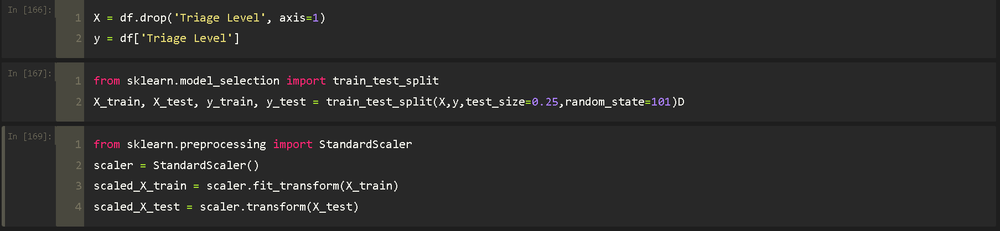 In [166]:
1 X = df.drop('Triage Level', axis=1)
2 y = df['Triage Level']
In [167]:
1 from sklearn.model_selection import train_test_split
2 X_train, X_test, y_train, y_test = train_test_split(X,y,test_size=0.25,random_state=101)D
In [169]:
1 from sklearn.preprocessing import StandardScaler
2 scaler = StandardScaler()
3 scaled_X_train = scaler.fit_transform(X_train)
4 scaled_X_test = scaler.transform(X_test)